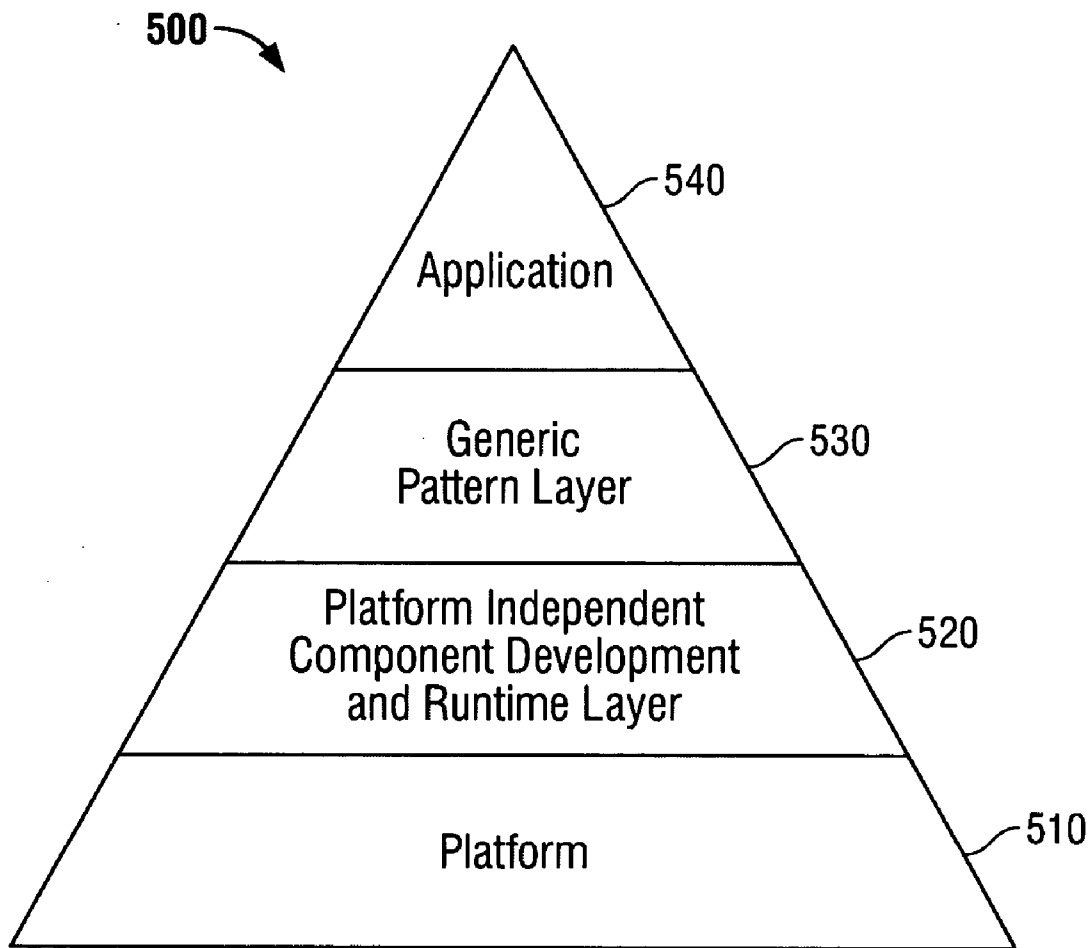 500
540
Application
Generic
Pattern Layer
530
Platform Independent
Component Development
and Runtime Layer
520
Platform
510